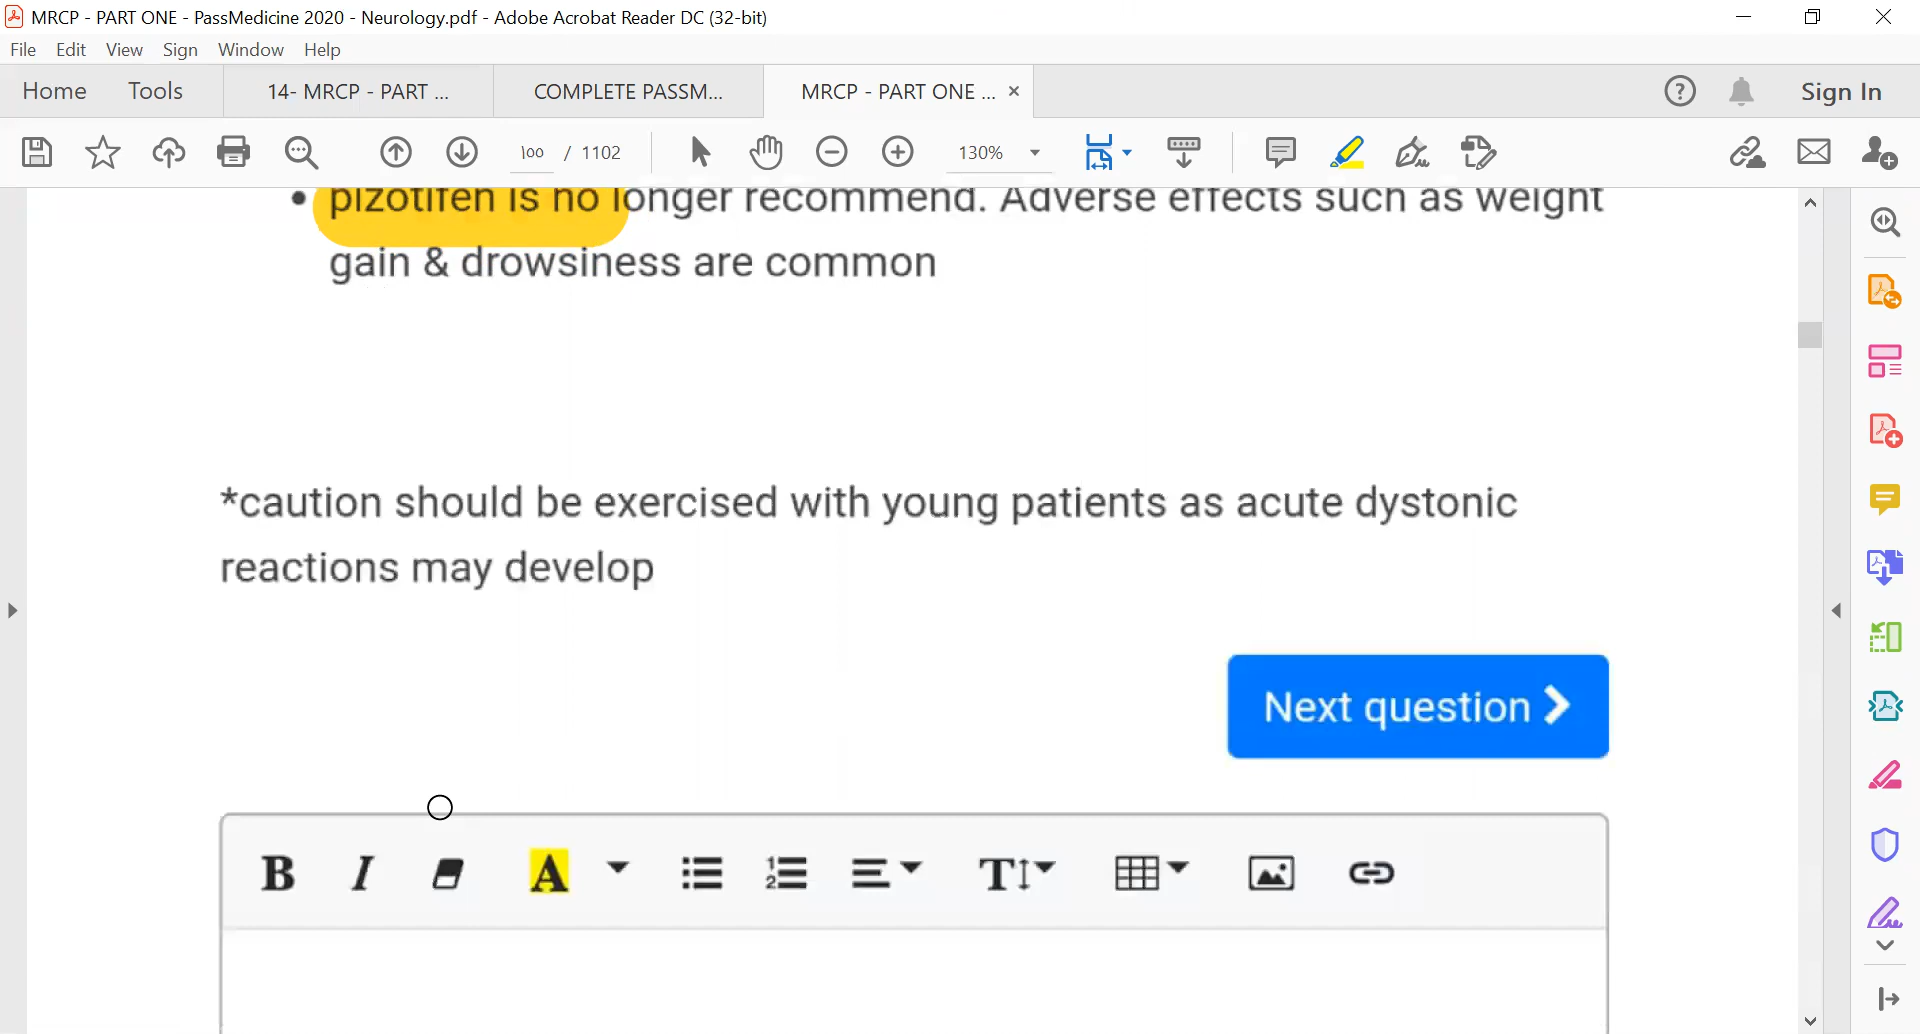 MRCP - PART ONE - PassMedicine 2020 - Neurology.pdf - Adobe Acrobat Reader DC (32-bit)
File Edit View Sign Window Help
Home Tools 14- MRCP - PART ... COMPLETE PASSM... MRCP - PART ONE ... × Sign In
100 / 1102 130%
• pizotifen is no longer recommend. Adverse effects such as weight
gain & drowsiness are common
*caution should be exercised with young patients as acute dystonic
reactions may develop
Next question
B I A T